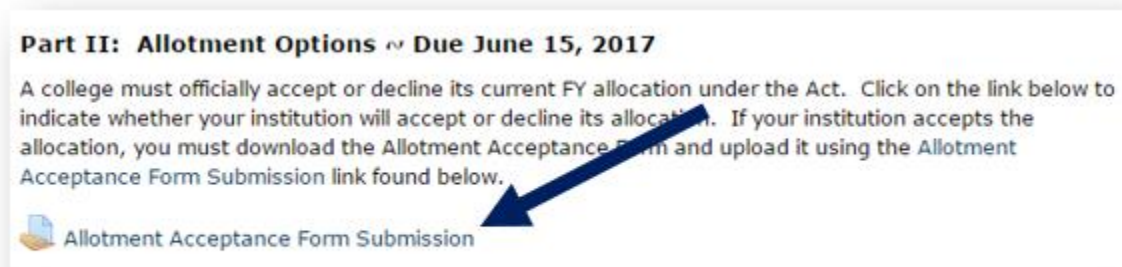 Part II: Allotment Options ~ Due June 15, 2017
A college must officially accept or decline its current FY allocation under the Act. Click on the link below to
indicate whether your institution will accept or decline its allocation. If your institution accepts the
allocation, you must download the Allotment Acceptance Form and upload it using the Allotment
Acceptance Form Submission link found below.
Allotment Acceptance Form Submission